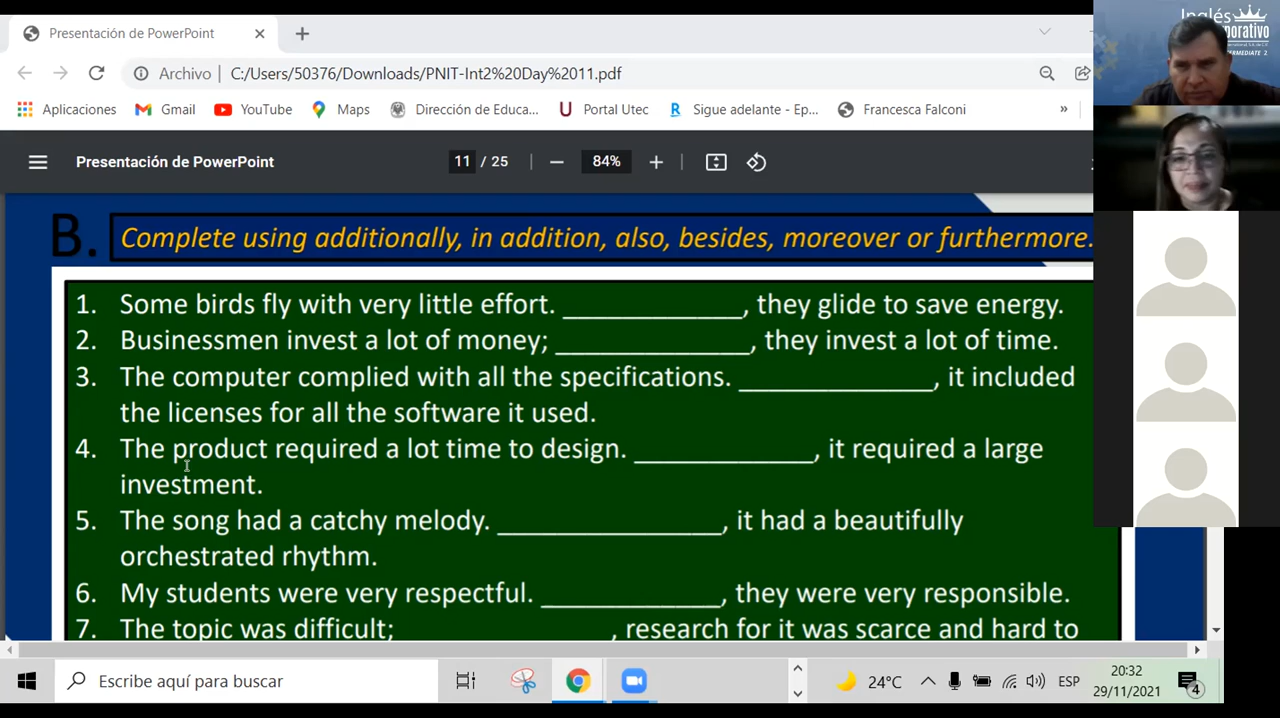 Presentación de PowerPoint
Archivo C:/Users/50376/Downloads/PNIT-Int2%20Day%2011.pdf
Aplicaciones Gmail YouTube Maps Dirección de Educa... Portal Utec Sigue adelante - Ep... Francesca Falconi »
Presentación de PowerPoint 11 / 25 84%
B. Complete using additionally, in addition, also, besides, moreover or furthermore.
1. Some birds fly with very little effort. _____________, they glide to save energy.
2. Businessmen invest a lot of money; ______________, they invest a lot of time.
3. The computer complied with all the specifications. ______________, it included
the licenses for all the software it used.
4. The product required a lot time to design. _____________, it required a large
investment.
5. The song had a catchy melody. ________________, it had a beautifully
orchestrated rhythm.
6. My students were very respectful. _____________, they were very responsible.
7. The topic was difficult; ________________, research for it was scarce and hard to
Inglés
Escribe aquí para buscar
24°C ESP
20:32
29/11/2021
4